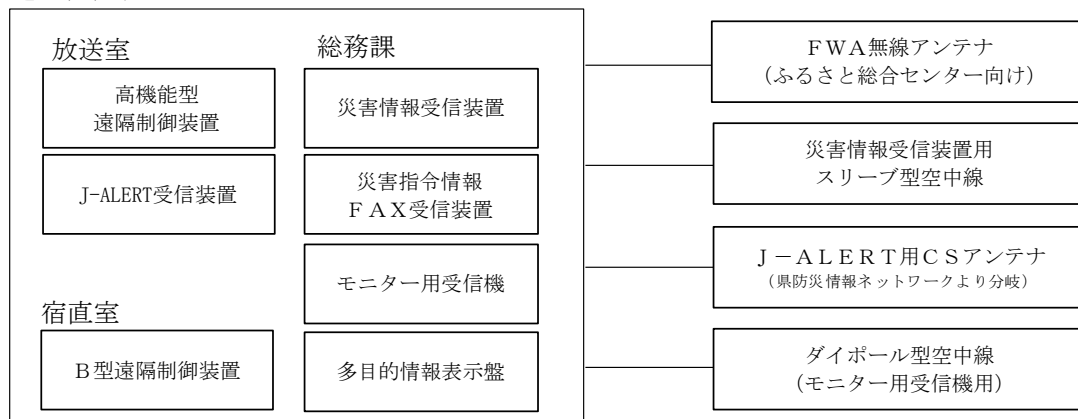 放送室
高機能型
遠隔制御装置
J-ALERT受信装置
宿直室
B型遠隔制御装置
総務課
災害情報受信装置
災害指令情報
FAX受信装置
モニター用受信機
多目的情報表示盤
FWA無線アンテナ
（ふるさと総合センター向け）
災害情報受信装置用
スリーブ型空中線
J－ALERT用CSアンテナ
（県防災情報ネットワークより分岐）
ダイポール型空中線
(モニター用受信機用)